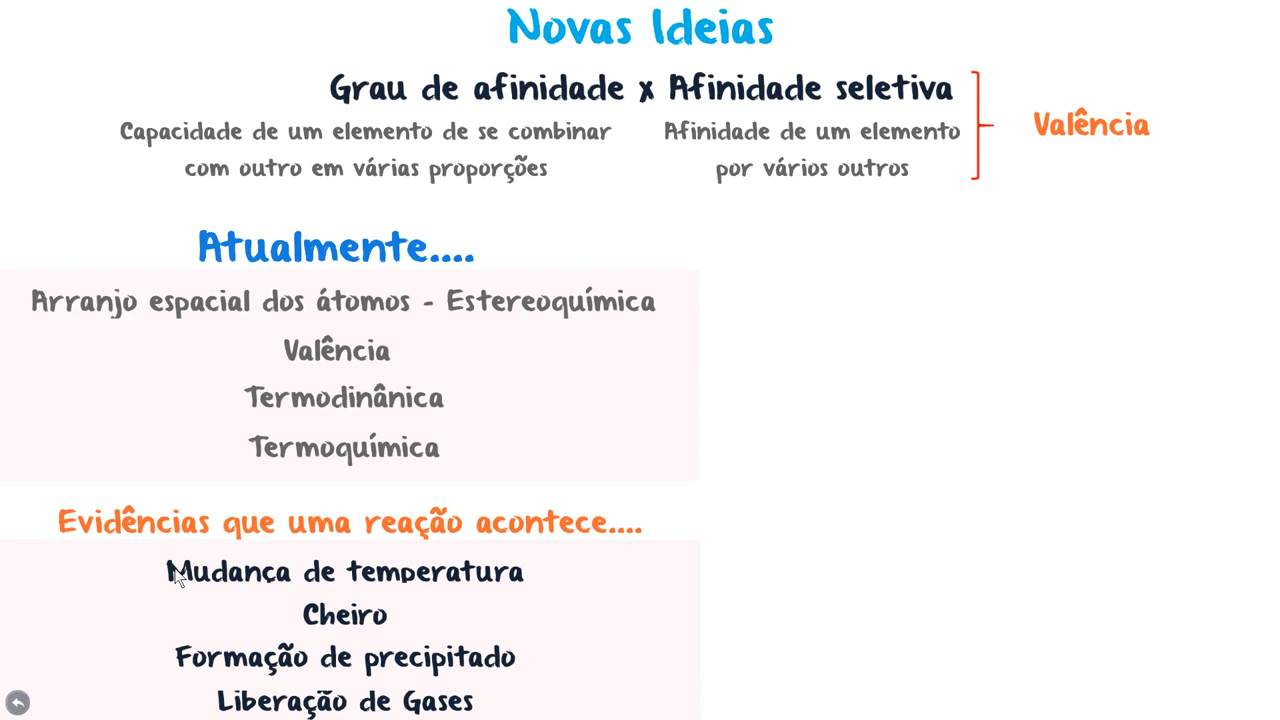 Novas Ideias
Grau de afinidade x Afinidade seletiva
Capacidade de um elemento de se combinar
com outro em várias proporções
Afinidade de um elemento
por vários outros
Valência
Atualmente....
Arranjo espacial dos átomos - Estereoquímica
Valência
Termodinânica
Termoquímica
Evidências que uma reação acontece....
Mudança de temperatura
Cheiro
Formação de precipitado
Liberação de Gases